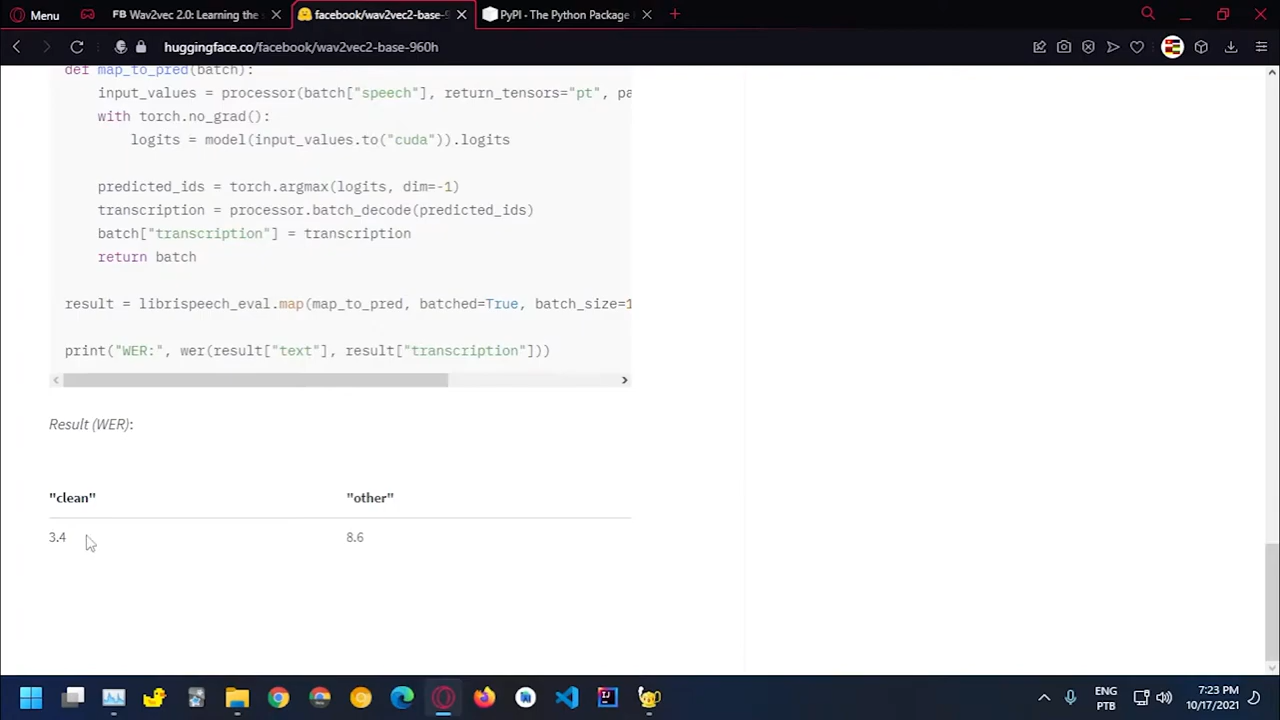 Menu
FB Wav2vec 2.0: Learning the s
facebook/wav2vec2-base-9
PyPI - The Python Package
huggingface.co/facebook/wav2vec2-base-960h
def map_to_pred(batch):
input_values = processor(batch["speech"], return_tensors="pt", pa
with torch.no_grad():
logits = model(input_values.to("cuda")).logits
predicted_ids = torch.argmax(logits, dim=-1)
transcription = processor.batch_decode(predicted_ids)
batch["transcription"] = transcription
return batch
result = librispeech_eval.map(map_to_pred, batched=True, batch_size=1
print("WER:", wer(result["text"], result["transcription"]))
Result (WER):
"clean" "other"
3.4 8.6
ENG 7:23 PM
PTB 10/17/2021